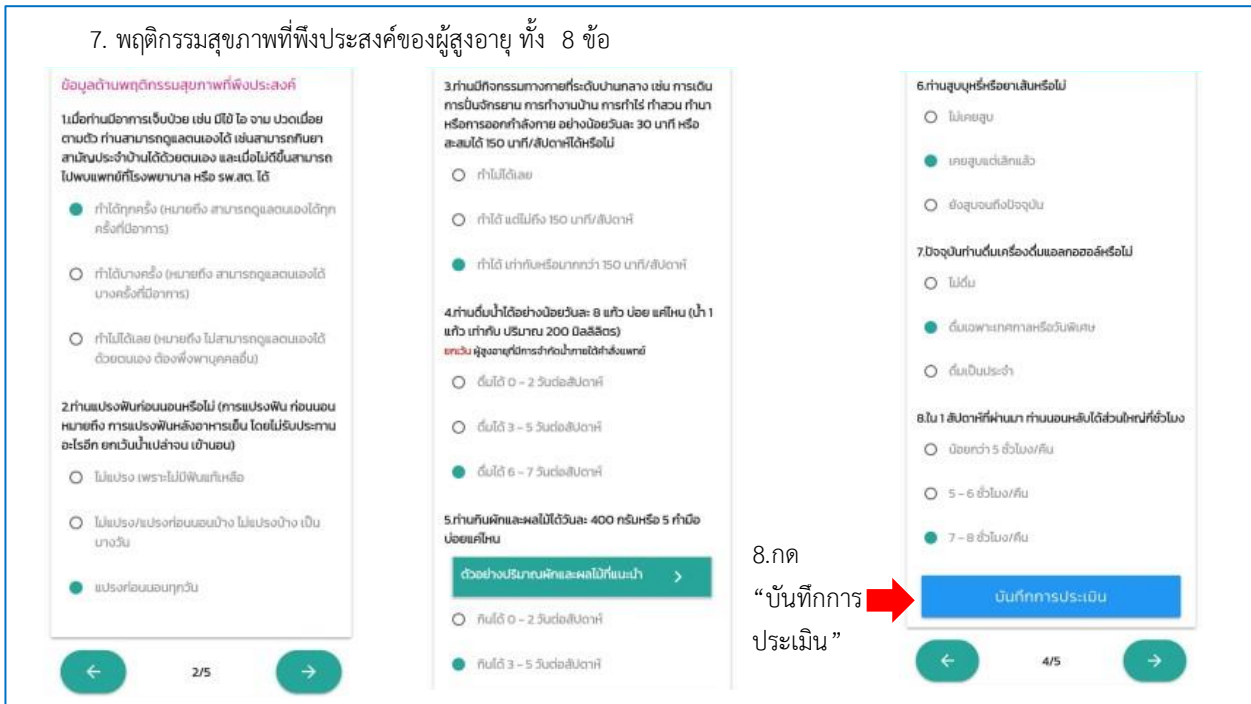 7. พฤติกรรมสุขภาพที่พึงประสงค์ของผู้สูงอายุ ทั้ง 8 ข้อ
ข้อมูลด้านพฤติกรรมสุขภาพที่พึงประสงค์
1.เมื่อท่านมีอาการเจ็บป่วย เช่น มีไข้ ไอ จาม ปวดเมื่อย
ตามตัว ท่านสามารถดูแลตนเองได้ เช่นสามารถกินยา
สามัญประจำบ้านได้ด้วยตนเอง และเมื่อไม่ดีขึ้นสามารถ
ไปพบแพทย์ที่โรงพยาบาล หรือ รพ.สต. ได้
ทำได้ทุกครั้ง (หมายถึง สามารถดูแลตนเองได้ทุก
ครั้งที่มีอาการ)
ทำได้บางครั้ง (หมายถึง สามารถดูแลตนเองได้
บางครั้งที่มีอาการ)
ทำไม่ได้เลย (หมายถึง ไม่สามารถดูแลตนเองได้
ด้วยตนเอง ต้องพึ่งพาบุคคลอื่น)
2.ท่านแปรงฟันก่อนนอนหรือไม่ (การแปรงฟัน ก่อนนอน
หมายถึง การแปรงฟันหลังอาหารเย็น โดยไม่รับประทาน
อะไรอีก ยกเว้นน้ำเปล่าจน เข้านอน)
ไม่แปรง เพราะไม่มีฟันแท้เหลือ
ไม่แปรง/แปรงก่อนนอนบ้าง ไม่แปรงบ้าง เป็น
บางวัน
แปรงก่อนนอนทุกวัน
2/5
3.ท่านมีกิจกรรมทางกายที่ระดับปานกลาง เช่น การเดิน
การปั่นจักรยาน การทำงานบ้าน การทำไร่ ทำสวน ทำนา
หรือการออกกำลังกาย อย่างน้อยวันละ 30 นาที หรือ
สะสมได้ 150 นาที/สัปดาห์ได้หรือไม่
ทำไม่ได้เลย
ทำได้ แต่ไม่ถึง 150 นาที/สัปดาห์
ทำได้ เท่ากับหรือมากกว่า 150 นาที/สัปดาห์
4.ท่านดื่มน้ำได้อย่างน้อยวันละ 8 แก้ว บ่อย แค่ไหน (น้ำ 1
แก้ว เท่ากับ ปริมาณ 200 มิลลิลิตร)
ยกเว้น ผู้สูงอายุที่มีการจำกัดน้ำภายใต้คำสั่งแพทย์
ดื่มได้ 0 - 2 วันต่อสัปดาห์
ดื่มได้ 3 - 5 วันต่อสัปดาห์
ดื่มได้ 6 - 7 วันต่อสัปดาห์
5.ท่านกินผักและผลไม้ได้วันละ 400 กรัมหรือ 5 กำมือ
บ่อยแค่ไหน
ตัวอย่างปริมาณผักและผลไม้ที่แนะนำ
กินได้ 0 - 2 วันต่อสัปดาห์
กินได้ 3 - 5 วันต่อสัปดาห์
6.ท่านสูบบุหรี่หรือยาเส้นหรือไม่
ไม่เคยสูบ
เคยสูบแต่เลิกแล้ว
ยังสูบจนถึงปัจจุบัน
7.ปัจจุบันท่านดื่มเครื่องดื่มแอลกอฮอล์หรือไม่
ไม่ดื่ม
ดื่มเฉพาะเทศกาลหรือวันพิเศษ
ดื่มเป็นประจำ
8.ใน 1 สัปดาห์ที่ผ่านมา ท่านนอนหลับได้ส่วนใหญ่กี่ชั่วโมง
น้อยกว่า 5 ชั่วโมง/คืน
5 - 6 ชั่วโมง/คืน
7 - 8 ชั่วโมง/คืน
8.กด
“บันทึกการ
ประเมิน”
บันทึกการประเมิน
4/5